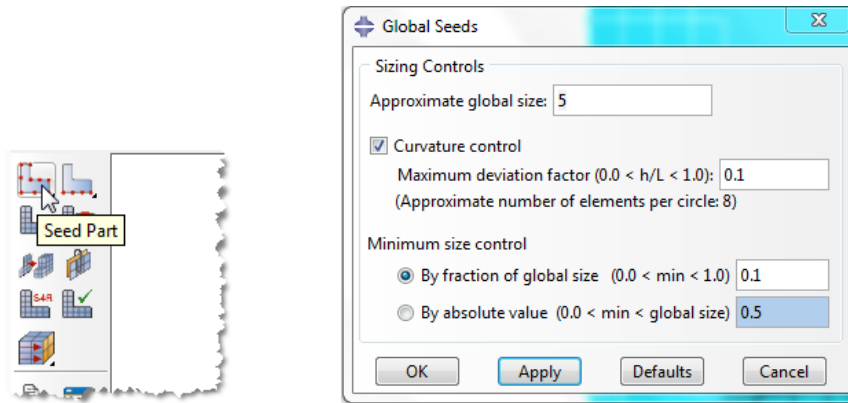 S4R
Seed Part
Global Seeds
Sizing Controls
Approximate global size: 5
Curvature control
Maximum deviation factor (0.0 < h/L < 1.0): 0.1
(Approximate number of elements per circle: 8)
Minimum size control
By fraction of global size (0.0 < min < 1.0) 0.1
By absolute value (0.0 < min < global size) 0.5
OK Apply Defaults Cancel